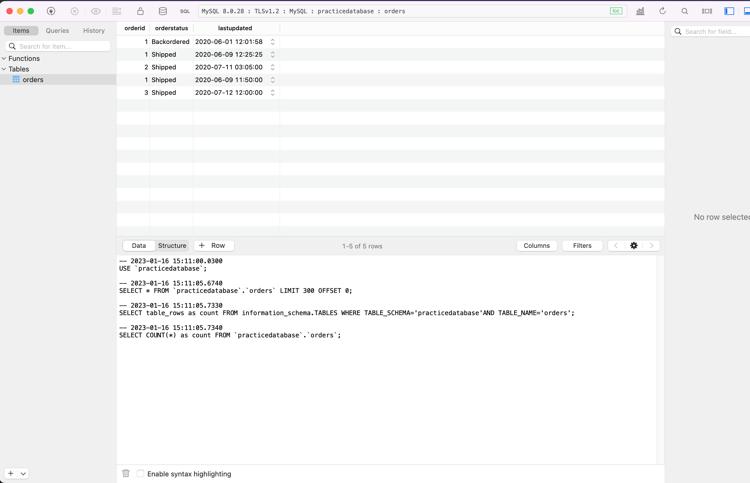 SQL MySQL 8.0.28 : TLSv1.2 : MySQL : practicedatabase : orders
Items Queries History
Search for item...
Functions
Tables
orders
orderid orderstatus lastupdated
1 Backordered 2020-06-01 12:01:58
1 Shipped 2020-06-09 12:25:25
2 Shipped 2020-07-11 03:05:00
1 Shipped 2020-06-09 11:50:00
3 Shipped 2020-07-12 12:00:00
Search for field...
No row selected
Data Structure + Row 1-5 of 5 rows Columns Filters
-- 2023-01-16 15:11:00.0300
USE `practicedatabase`;
-- 2023-01-16 15:11:05.6740
SELECT * FROM `practicedatabase`.`orders` LIMIT 300 OFFSET 0;
-- 2023-01-16 15:11:05.7330
SELECT table_rows as count FROM information_schema.TABLES WHERE TABLE_SCHEMA='practicedatabase'AND TABLE_NAME='orders';
-- 2023-01-16 15:11:05.7340
SELECT COUNT(*) as count FROM `practicedatabase`.`orders`;
Enable syntax highlighting